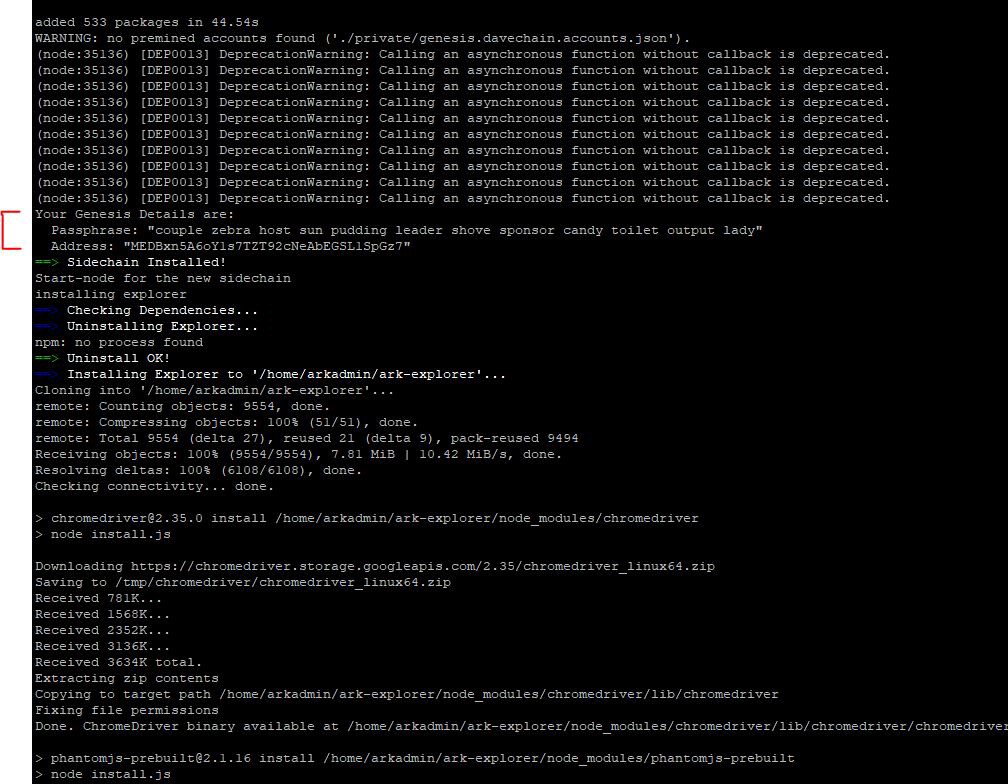 added 533 packages in 44.54s
WARNING: no premined accounts found ('./private/genesis.davechain.accounts.json').
(node:35136) [DEP0013] DeprecationWarning: Calling an asynchronous function without callback is deprecated.
(node:35136) [DEP0013] DeprecationWarning: Calling an asynchronous function without callback is deprecated.
(node:35136) [DEP0013] DeprecationWarning: Calling an asynchronous function without callback is deprecated.
(node:35136) [DEP0013] DeprecationWarning: Calling an asynchronous function without callback is deprecated.
(node:35136) [DEP0013] DeprecationWarning: Calling an asynchronous function without callback is deprecated.
(node:35136) [DEP0013] DeprecationWarning: Calling an asynchronous function without callback is deprecated.
(node:35136) [DEP0013] DeprecationWarning: Calling an asynchronous function without callback is deprecated.
(node:35136) [DEP0013] DeprecationWarning: Calling an asynchronous function without callback is deprecated.
(node:35136) [DEP0013] DeprecationWarning: Calling an asynchronous function without callback is deprecated.
(node:35136) [DEP0013] DeprecationWarning: Calling an asynchronous function without callback is deprecated.
Your Genesis Details are:
  Passphrase: "couple zebra host sun pudding leader shove sponsor candy toilet output lady"
  Address: "MEDBxn5A6oY1s7TZT92cNeAbEGSL1SpGz7"
==> Sidechain Installed!
Start-node for the new sidechain
installing explorer
==> Checking Dependencies...
==> Uninstalling Explorer...
npm: no process found
==> Uninstall OK!
==> Installing Explorer to '/home/arkadmin/ark-explorer'...
Cloning into '/home/arkadmin/ark-explorer'...
remote: Counting objects: 9554, done.
remote: Compressing objects: 100% (51/51), done.
remote: Total 9554 (delta 27), reused 21 (delta 9), pack-reused 9494
Receiving objects: 100% (9554/9554), 7.81 MiB | 10.42 MiB/s, done.
Resolving deltas: 100% (6108/6108), done.
Checking connectivity... done.
> chromedriver@2.35.0 install /home/arkadmin/ark-explorer/node_modules/chromedriver
> node install.js
Downloading https://chromedriver.storage.googleapis.com/2.35/chromedriver_linux64.zip
Saving to /tmp/chromedriver/chromedriver_linux64.zip
Received 781K...
Received 1568K...
Received 2352K...
Received 3136K...
Received 3634K total.
Extracting zip contents
Copying to target path /home/arkadmin/ark-explorer/node_modules/chromedriver/lib/chromedriver
Fixing file permissions
Done. ChromeDriver binary available at /home/arkadmin/ark-explorer/node_modules/chromedriver/lib/chromedriver/chromedriver
> phantomjs-prebuilt@2.1.16 install /home/arkadmin/ark-explorer/node_modules/phantomjs-prebuilt
> node install.js